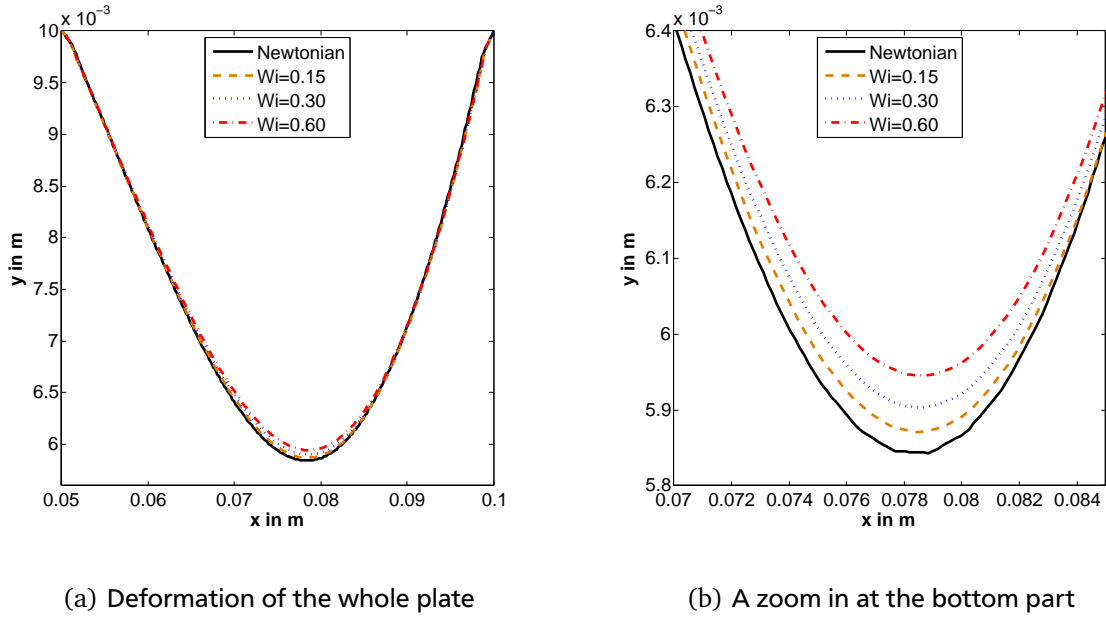 x 10⁻³
10
9.5
9
8.5
8
7.5
7
6.5
6
y in m
0.05 0.06 0.07 0.08 0.09 0.1
x in m
Newtonian
Wi=0.15
Wi=0.30
Wi=0.60
(a) Deformation of the whole plate
x 10⁻³
6.4
6.3
6.2
6.1
6
5.9
5.8
y in m
0.07 0.072 0.074 0.076 0.078 0.08 0.082 0.084
x in m
Newtonian
Wi=0.15
Wi=0.30
Wi=0.60
(b) A zoom in at the bottom part